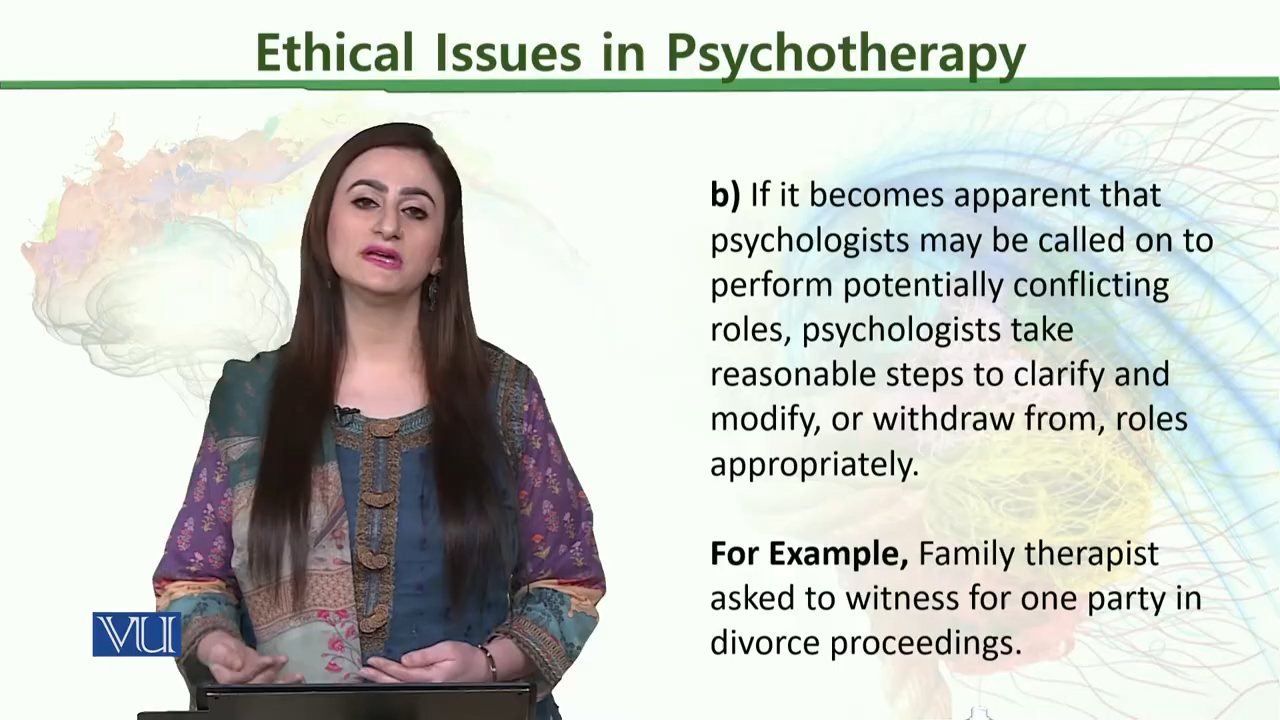 Ethical Issues in Psychotherapy
b) If it becomes apparent that
psychologists may be called on to
perform potentially conflicting
roles, psychologists take
reasonable steps to clarify and
modify, or withdraw from, roles
appropriately.
For Example, Family therapist
asked to witness for one party in
divorce proceedings.
VU